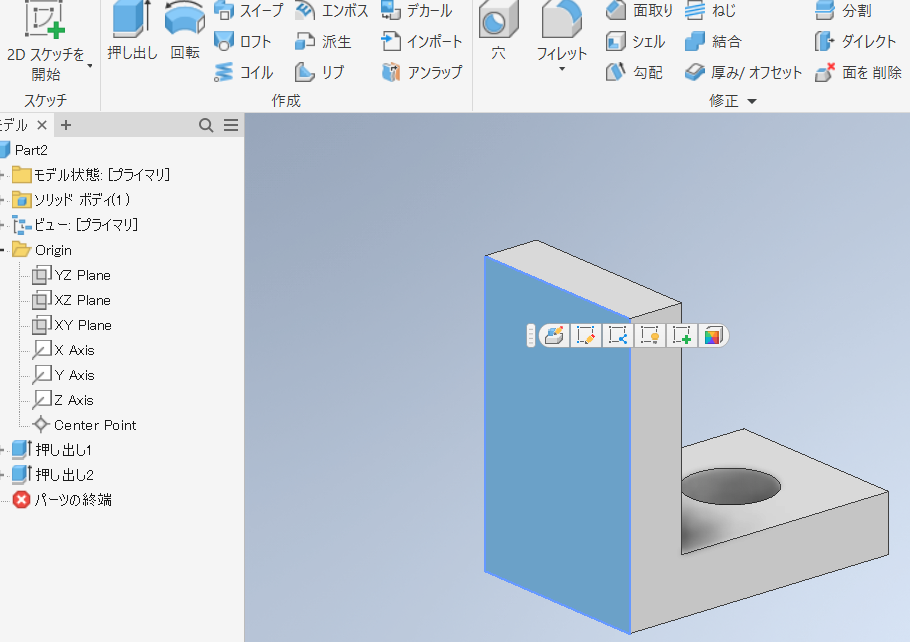 スイープ エンボス デカール 面取り ねじ 分割
2D スケッチを 押し出し 回転 ロフト 派生 インポート 穴 フィレット シェル 結合 ダイレクト
開始 コイル リブ アンラップ 勾配 厚み/ オフセット 面を 削除
スケッチ 作成 修正
モデル
Part2
モデル状態: [プライマリ]
ソリッド ボディ(1)
ビュー: [プライマリ]
Origin
YZ Plane
XZ Plane
XY Plane
X Axis
Y Axis
Z Axis
Center Point
押し出し1
押し出し2
パーツの終端